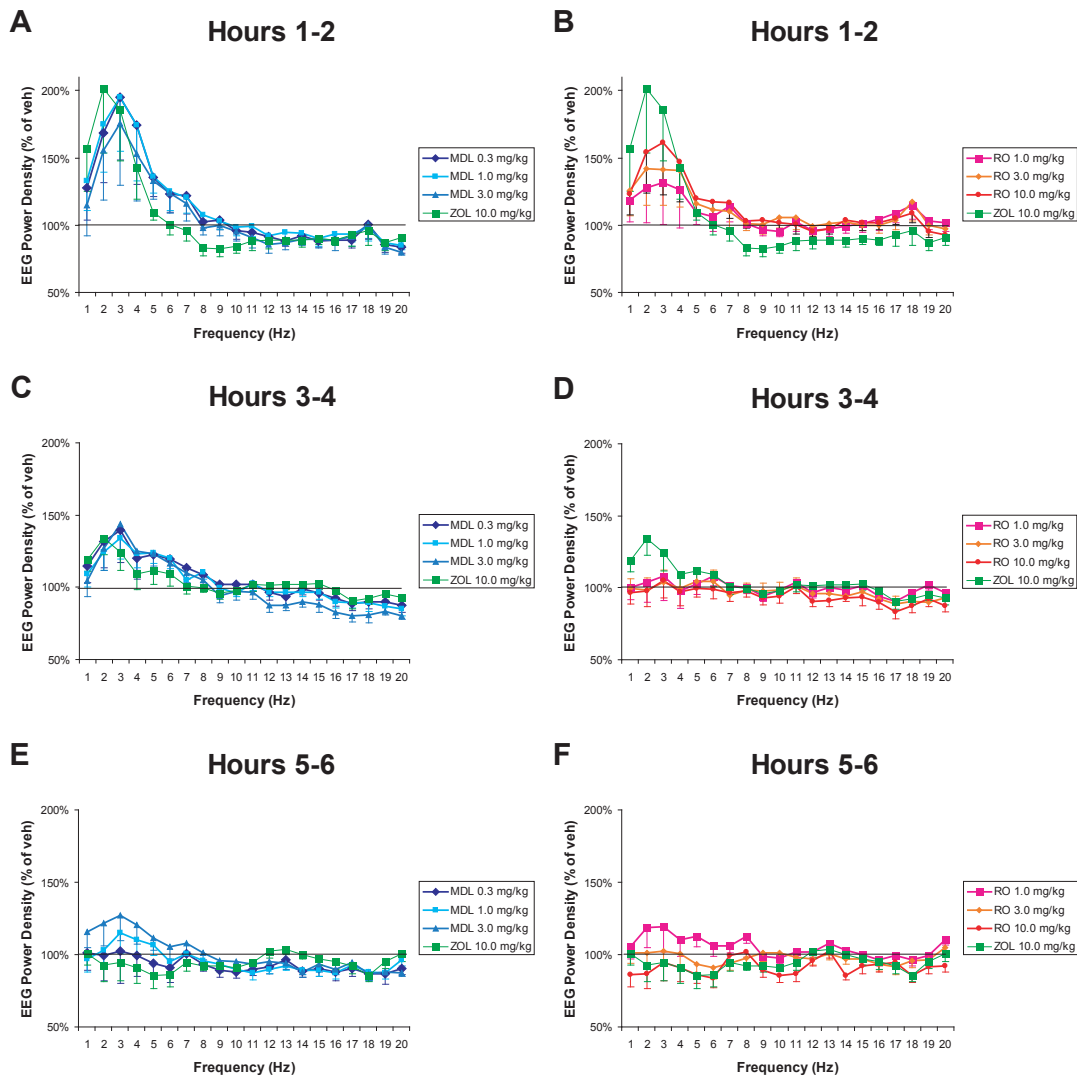 A
Hours 1-2
EEG Power Density (% of veh)
200%
150%
100%
50%
1 2 3 4 5 6 7 8 9 10 11 12 13 14 15 16 17 18 19 20
Frequency (Hz)
MDL 0.3 mg/kg
MDL 1.0 mg/kg
MDL 3.0 mg/kg
ZOL 10.0 mg/kg
B
Hours 1-2
EEG Power Density (% of veh)
200%
150%
100%
50%
1 2 3 4 5 6 7 8 9 10 11 12 13 14 15 16 17 18 19 20
Frequency (Hz)
RO 1.0 mg/kg
RO 3.0 mg/kg
RO 10.0 mg/kg
ZOL 10.0 mg/kg
C
Hours 3-4
EEG Power Density (% of veh)
200%
150%
100%
50%
1 2 3 4 5 6 7 8 9 10 11 12 13 14 15 16 17 18 19 20
Frequency (Hz)
MDL 0.3 mg/kg
MDL 1.0 mg/kg
MDL 3.0 mg/kg
ZOL 10.0 mg/kg
D
Hours 3-4
EEG Power Density (% of veh)
200%
150%
100%
50%
1 2 3 4 5 6 7 8 9 10 11 12 13 14 15 16 17 18 19 20
Frequency (Hz)
RO 1.0 mg/kg
RO 3.0 mg/kg
RO 10.0 mg/kg
ZOL 10.0 mg/kg
E
Hours 5-6
EEG Power Density (% of veh)
200%
150%
100%
50%
1 2 3 4 5 6 7 8 9 10 11 12 13 14 15 16 17 18 19 20
Frequency (Hz)
MDL 0.3 mg/kg
MDL 1.0 mg/kg
MDL 3.0 mg/kg
ZOL 10.0 mg/kg
F
Hours 5-6
EEG Power Density (% of veh)
200%
150%
100%
50%
1 2 3 4 5 6 7 8 9 10 11 12 13 14 15 16 17 18 19 20
Frequency (Hz)
RO 1.0 mg/kg
RO 3.0 mg/kg
RO 10.0 mg/kg
ZOL 10.0 mg/kg